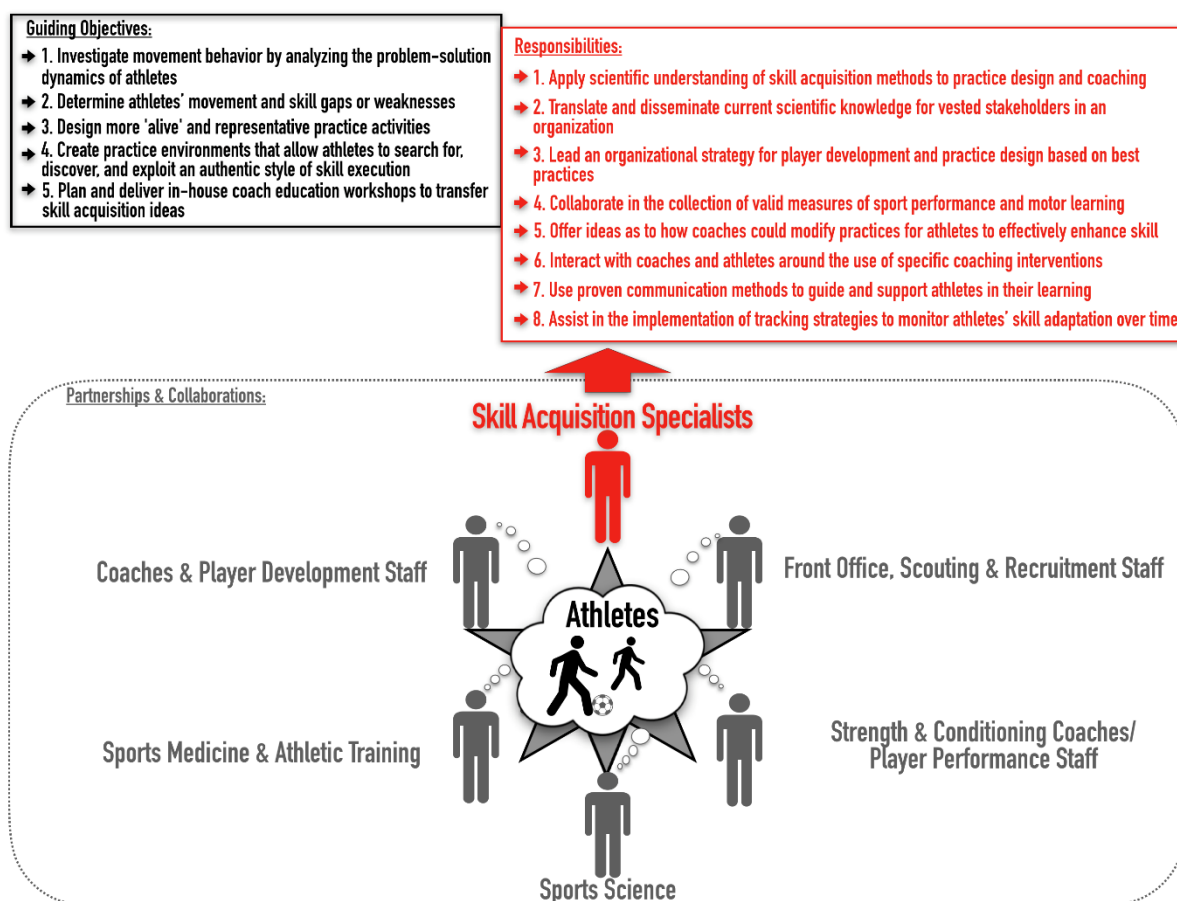 Guiding Objectives:
1. Investigate movement behavior by analyzing the problem-solution
dynamics of athletes
2. Determine athletes' movement and skill gaps or weaknesses
3. Design more 'alive' and representative practice activities
4. Create practice environments that allow athletes to search for,
discover, and exploit an authentic style of skill execution
5. Plan and deliver in-house coach education workshops to transfer
skill acquisition ideas
Responsibilities:
1. Apply scientific understanding of skill acquisition methods to practice design and coaching
2. Translate and disseminate current scientific knowledge for vested stakeholders in an
organization
3. Lead an organizational strategy for player development and practice design based on best
practices
4. Collaborate in the collection of valid measures of sport performance and motor learning
5. Offer ideas as to how coaches could modify practices for athletes to effectively enhance skill
6. Interact with coaches and athletes around the use of specific coaching interventions
7. Use proven communication methods to guide and support athletes in their learning
8. Assist in the implementation of tracking strategies to monitor athletes' skill adaptation over time
Partnerships & Collaborations:
Skill Acquisition Specialists
Coaches & Player Development Staff
Front Office, Scouting & Recruitment Staff
Athletes
Sports Medicine & Athletic Training
Strength & Conditioning Coaches/
Player Performance Staff
Sports Science